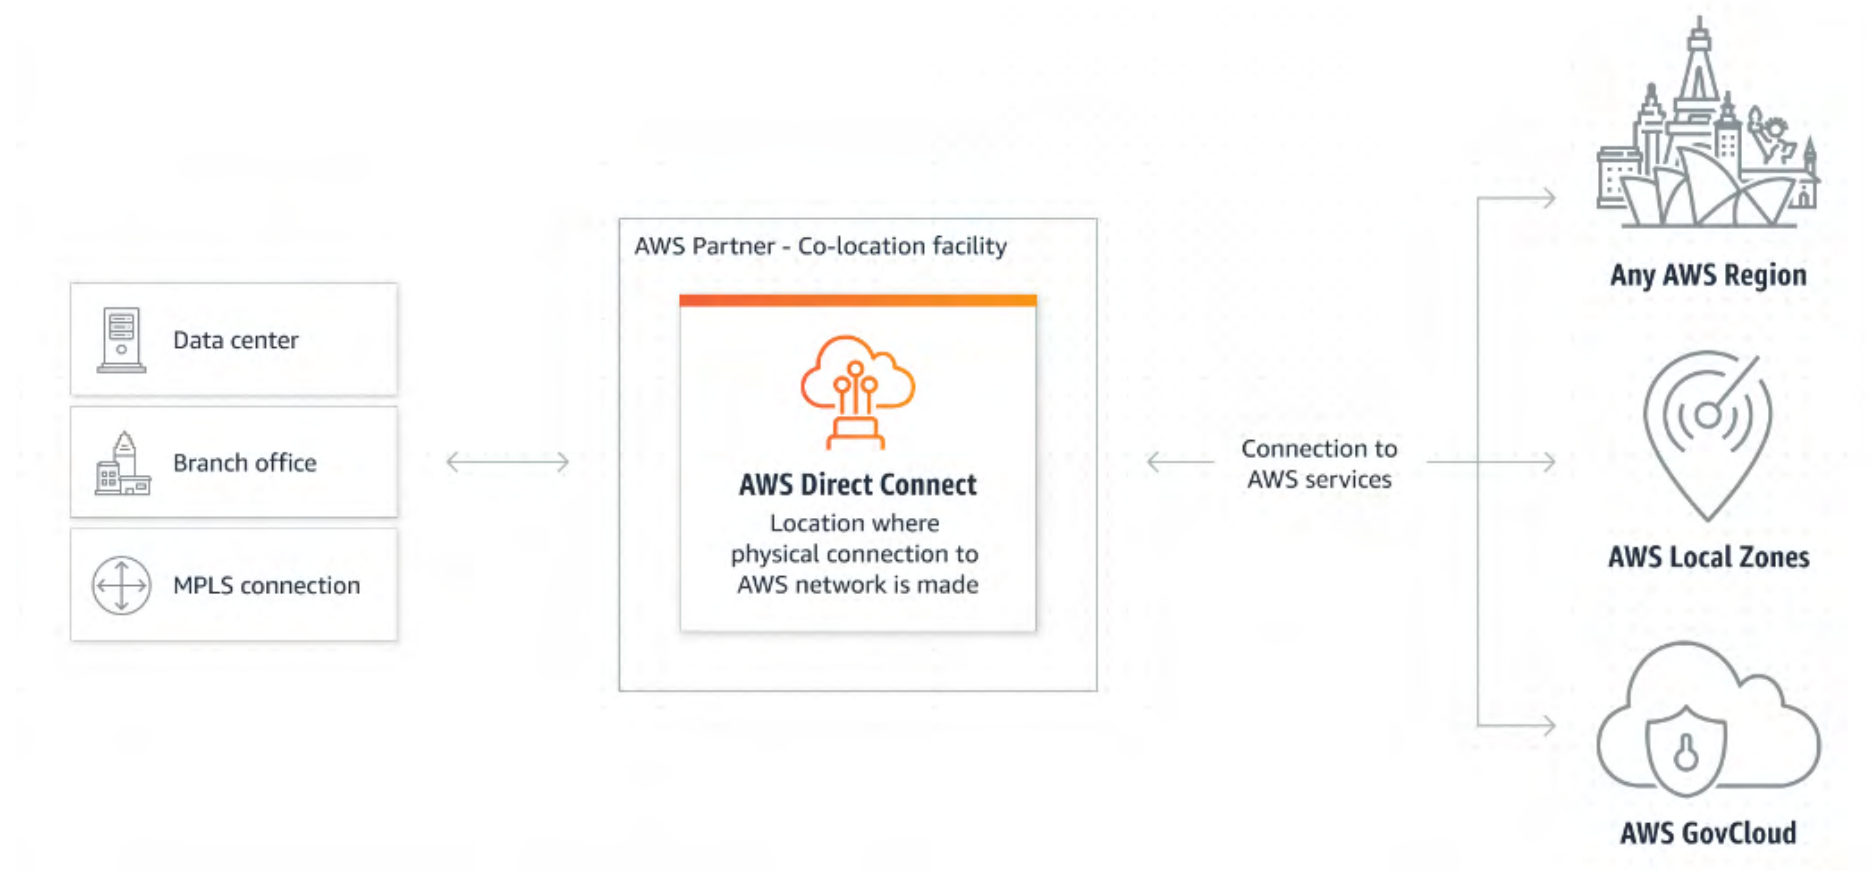 Data center
Branch office
MPLS connection
AWS Partner - Co-location facility
AWS Direct Connect
Location where
physical connection to
AWS network is made
Connection to
AWS services
Any AWS Region
AWS Local Zones
AWS GovCloud